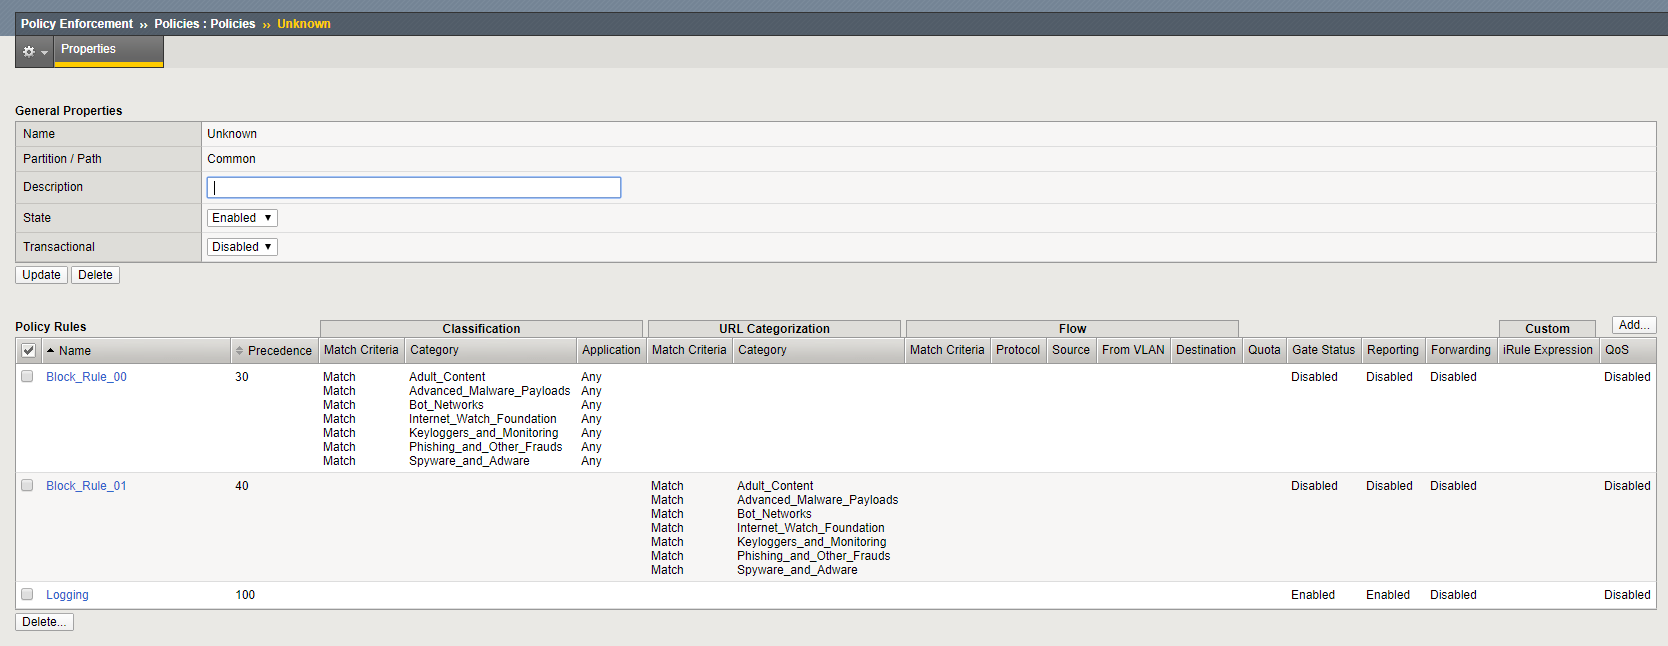 Policy Enforcement ›› Policies : Policies ›› Unknown
Properties
General Properties
Name Unknown
Partition / Path Common
Description
State Enabled
Transactional Disabled
Update Delete
Policy Rules Classification URL Categorization Flow Custom Add...
Name Precedence Match Criteria Category Application Match Criteria Category Match Criteria Protocol Source From VLAN Destination Quota Gate Status Reporting Forwarding iRule Expression QoS
Block_Rule_00 30 Match Adult_Content Any Disabled Disabled Disabled Disabled
Match Advanced_Malware_Payloads Any
Match Bot_Networks Any
Match Internet_Watch_Foundation Any
Match Keyloggers_and_Monitoring Any
Match Phishing_and_Other_Frauds Any
Match Spyware_and_Adware Any
Block_Rule_01 40 Match Adult_Content Disabled Disabled Disabled Disabled
Match Advanced_Malware_Payloads
Match Bot_Networks
Match Internet_Watch_Foundation
Match Keyloggers_and_Monitoring
Match Phishing_and_Other_Frauds
Match Spyware_and_Adware
Logging 100 Enabled Enabled Disabled Disabled
Delete...